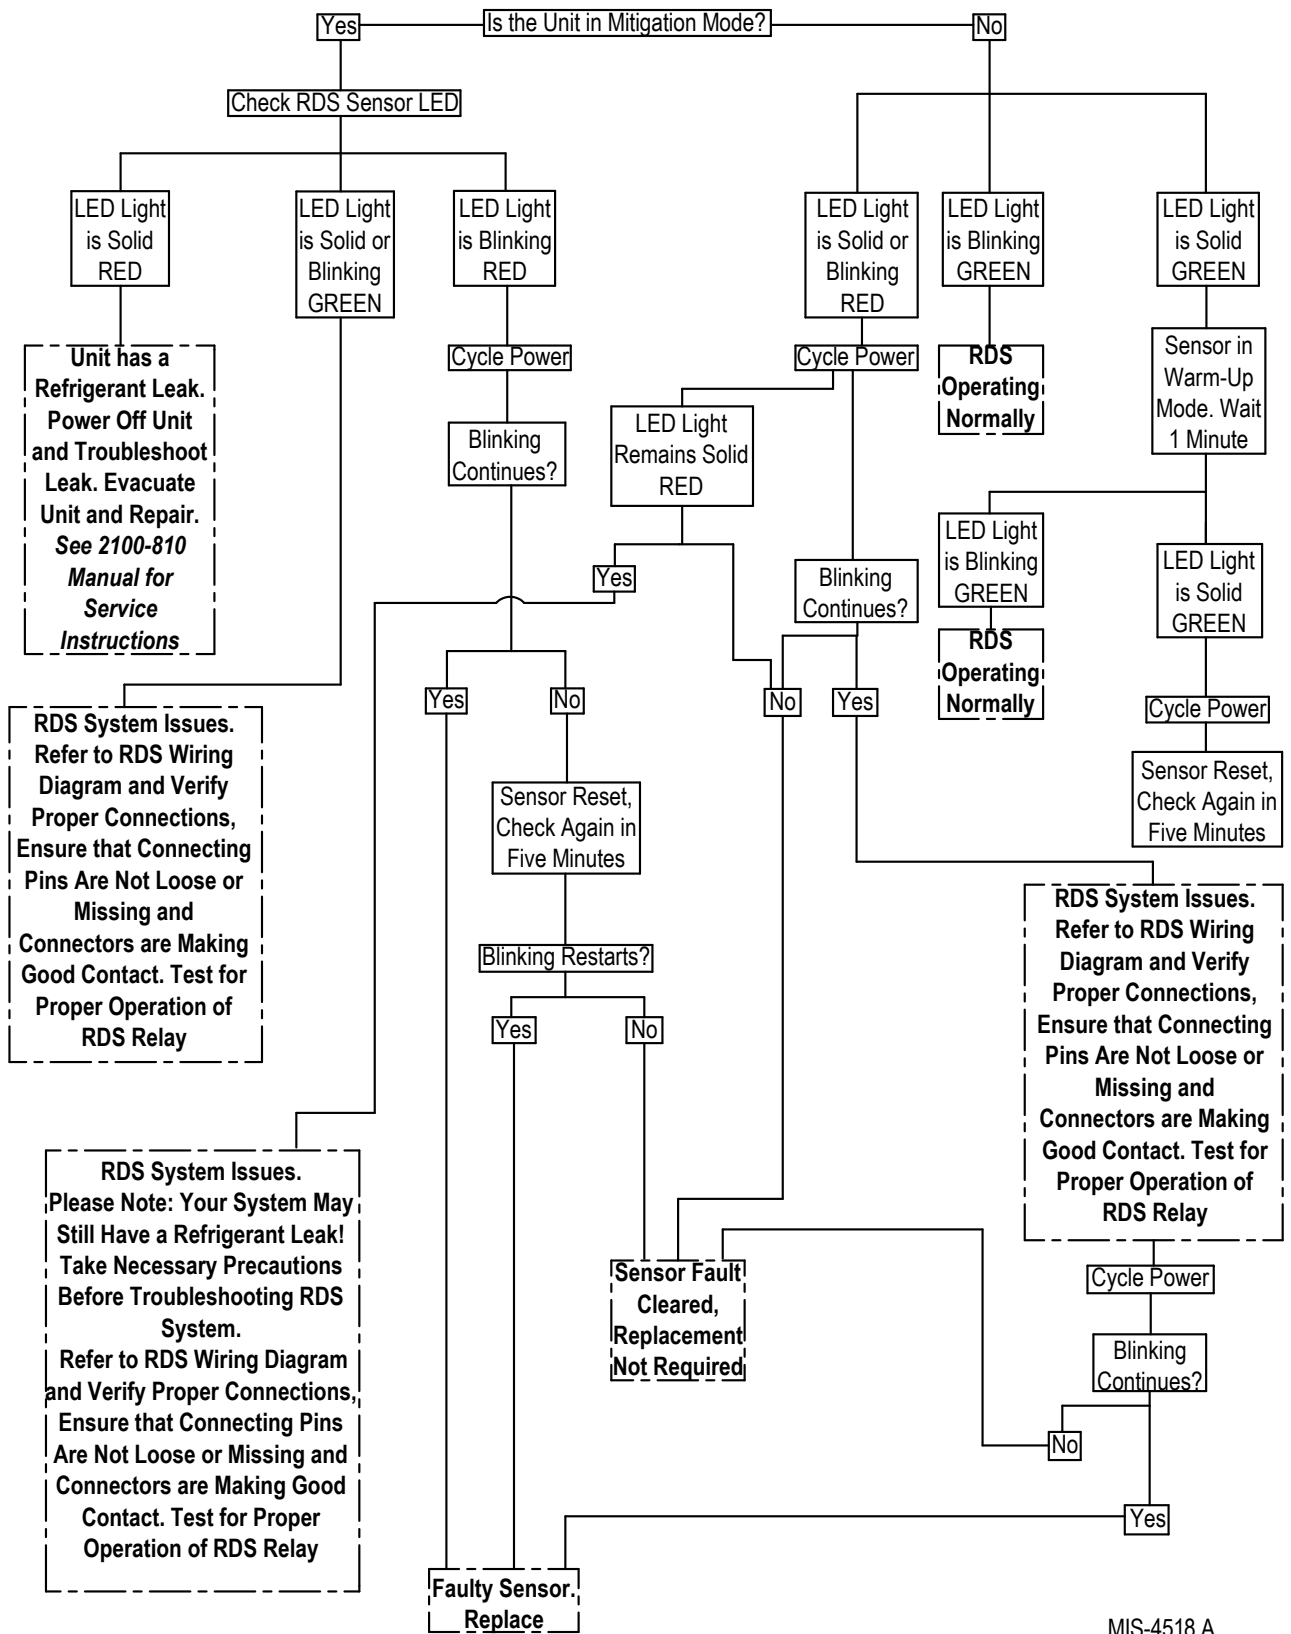 Is the Unit in Mitigation Mode?
Yes
No
Check RDS Sensor LED
LED Light
is Solid
RED
LED Light
is Solid or
Blinking
GREEN
LED Light
is Blinking
RED
LED Light
is Solid or
Blinking
RED
LED Light
is Blinking
GREEN
LED Light
is Solid
GREEN
Unit has a
Refrigerant Leak.
Power Off Unit
and Troubleshoot
Leak. Evacuate
Unit and Repair.
See 2100-810
Manual for
Service
Instructions
Cycle Power
Blinking
Continues?
Cycle Power
LED Light
Remains Solid
RED
Yes
Blinking
Continues?
RDS
Operating
Normally
Sensor in
Warm-Up
Mode. Wait
1 Minute
LED Light
is Blinking
GREEN
RDS
Operating
Normally
LED Light
is Solid
GREEN
Cycle Power
Sensor Reset,
Check Again in
Five Minutes
Yes
No
No
Yes
RDS System Issues.
Refer to RDS Wiring
Diagram and Verify
Proper Connections,
Ensure that Connecting
Pins Are Not Loose or
Missing and
Connectors are Making
Good Contact. Test for
Proper Operation of
RDS Relay
Sensor Reset,
Check Again in
Five Minutes
Blinking Restarts?
Yes
No
RDS System Issues.
Refer to RDS Wiring
Diagram and Verify
Proper Connections,
Ensure that Connecting
Pins Are Not Loose or
Missing and
Connectors are Making
Good Contact. Test for
Proper Operation of
RDS Relay
RDS System Issues.
Please Note: Your System May
Still Have a Refrigerant Leak!
Take Necessary Precautions
Before Troubleshooting RDS
System.
Refer to RDS Wiring Diagram
and Verify Proper Connections,
Ensure that Connecting Pins
Are Not Loose or Missing and
Connectors are Making Good
Contact. Test for Proper
Operation of RDS Relay
Sensor Fault
Cleared,
Replacement
Not Required
Cycle Power
Blinking
Continues?
No
Yes
Faulty Sensor.
Replace
MIS-4518 A